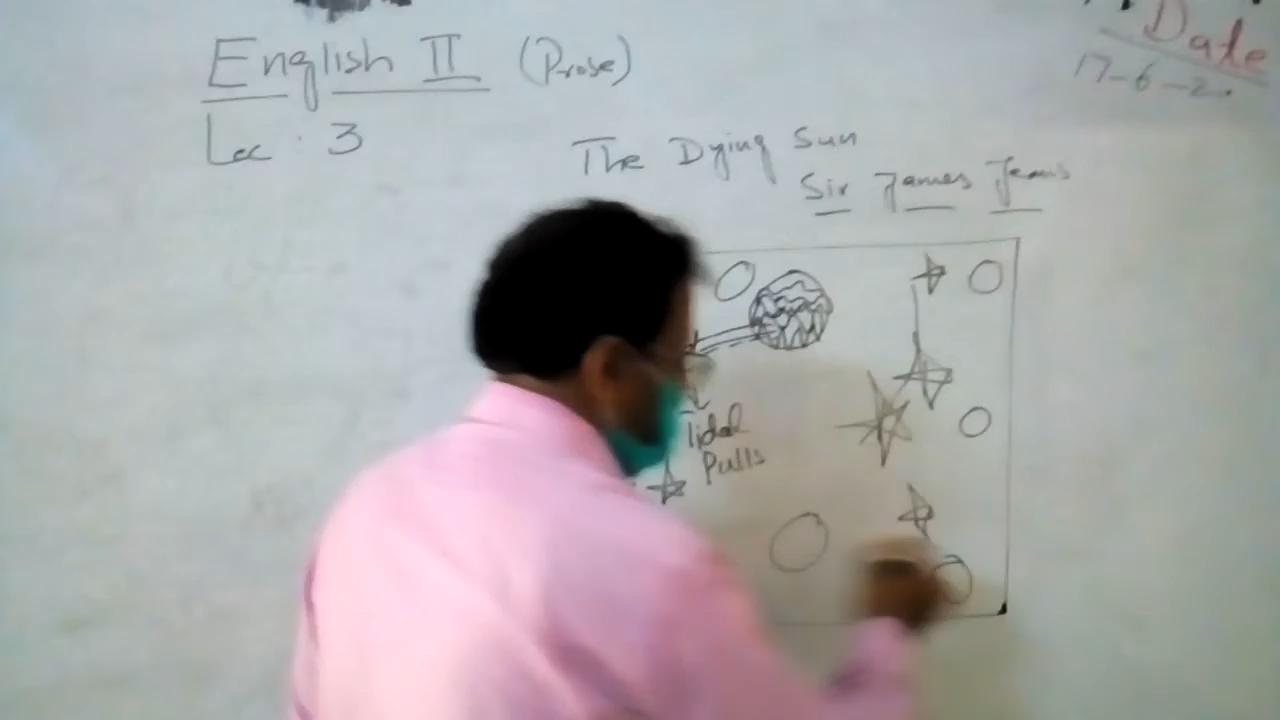 English II (Prose)
Date
17-6-2
Lec : 3
The Dying Sun
Sir James Jeans
Tidal
Pulls